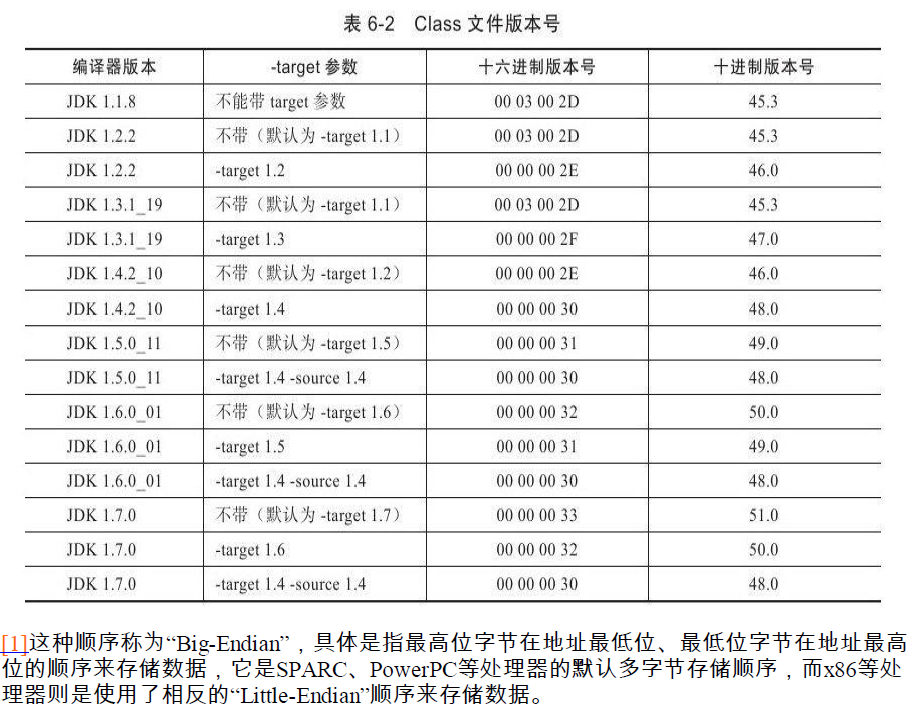 表 6-2 Class 文件版本号
编译器版本 -target 参数 十六进制版本号 十进制版本号
JDK 1.1.8 不能带 target 参数 00 03 00 2D 45.3
JDK 1.2.2 不带（默认为 -target 1.1） 00 03 00 2D 45.3
JDK 1.2.2 -target 1.2 00 00 00 2E 46.0
JDK 1.3.1_19 不带（默认为 -target 1.1） 00 03 00 2D 45.3
JDK 1.3.1_19 -target 1.3 00 00 00 2F 47.0
JDK 1.4.2_10 不带（默认为 -target 1.2） 00 00 00 2E 46.0
JDK 1.4.2_10 -target 1.4 00 00 00 30 48.0
JDK 1.5.0_11 不带（默认为 -target 1.5） 00 00 00 31 49.0
JDK 1.5.0_11 -target 1.4 -source 1.4 00 00 00 30 48.0
JDK 1.6.0_01 不带（默认为 -target 1.6） 00 00 00 32 50.0
JDK 1.6.0_01 -target 1.5 00 00 00 31 49.0
JDK 1.6.0_01 -target 1.4 -source 1.4 00 00 00 30 48.0
JDK 1.7.0 不带（默认为 -target 1.7） 00 00 00 33 51.0
JDK 1.7.0 -target 1.6 00 00 00 32 50.0
JDK 1.7.0 -target 1.4 -source 1.4 00 00 00 30 48.0
[1]这种顺序称为“Big-Endian”，具体是指最高位字节在地址最低位、最低位字节在地址最高
位的顺序来存储数据，它是SPARC、PowerPC等处理器的默认多字节存储顺序，而x86等处
理器则是使用了相反的“Little-Endian”顺序来存储数据。